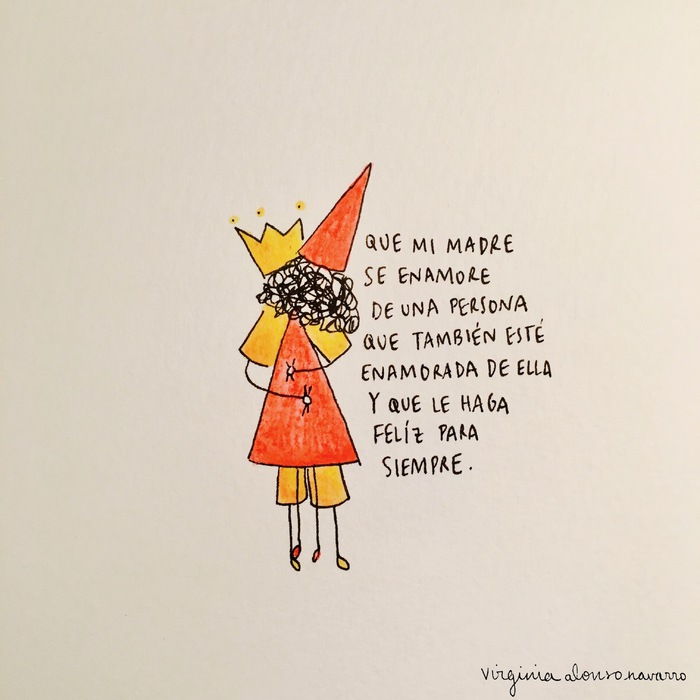 QUE MI MADRE
SE ENAMORE
DE UNA PERSONA
QUE TAMBIÉN ESTÉ
ENAMORADA DE ELLA
Y QUE LE HAGA
FELÍZ PARA
SIEMPRE.
virginia alonso navarro